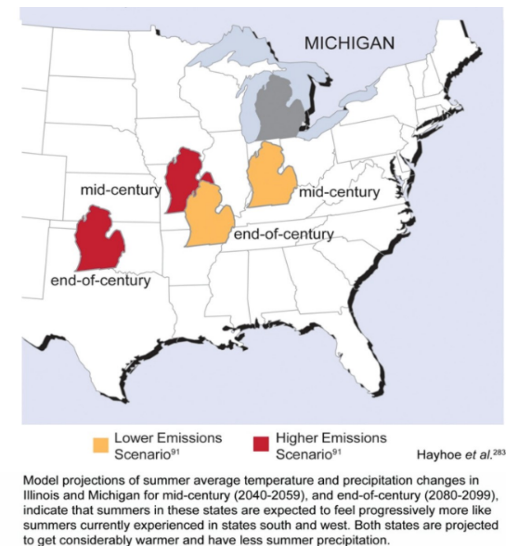 MICHIGAN
mid-century
mid-century
end-of-century
end-of-century
Lower Emissions
Scenario91
Higher Emissions
Scenario91
Hayhoe et al.283
Model projections of summer average temperature and precipitation changes in
Illinois and Michigan for mid-century (2040-2059), and end-of-century (2080-2099),
indicate that summers in these states are expected to feel progressively more like
summers currently experienced in states south and west. Both states are projected
to get considerably warmer and have less summer precipitation.